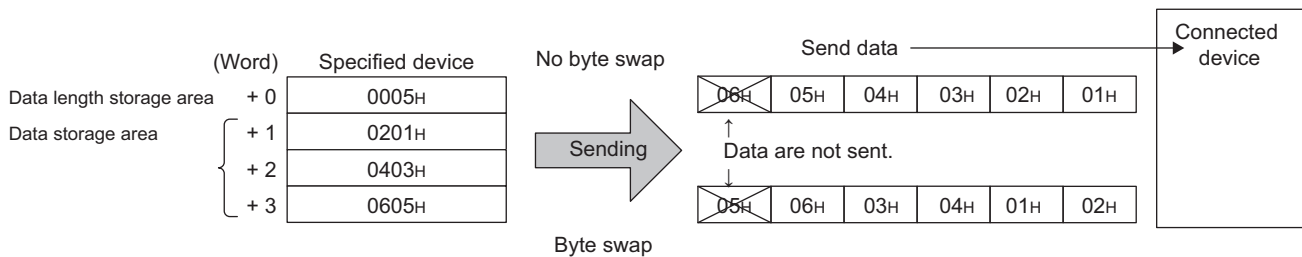 (Word) Specified device
Data length storage area + 0 0005H
Data storage area + 1 0201H
+ 2 0403H
+ 3 0605H
No byte swap
Sending
Byte swap
Send data
06H 05H 04H 03H 02H 01H
↑
Data are not sent.
↓
05H 06H 03H 04H 01H 02H
Connected
device